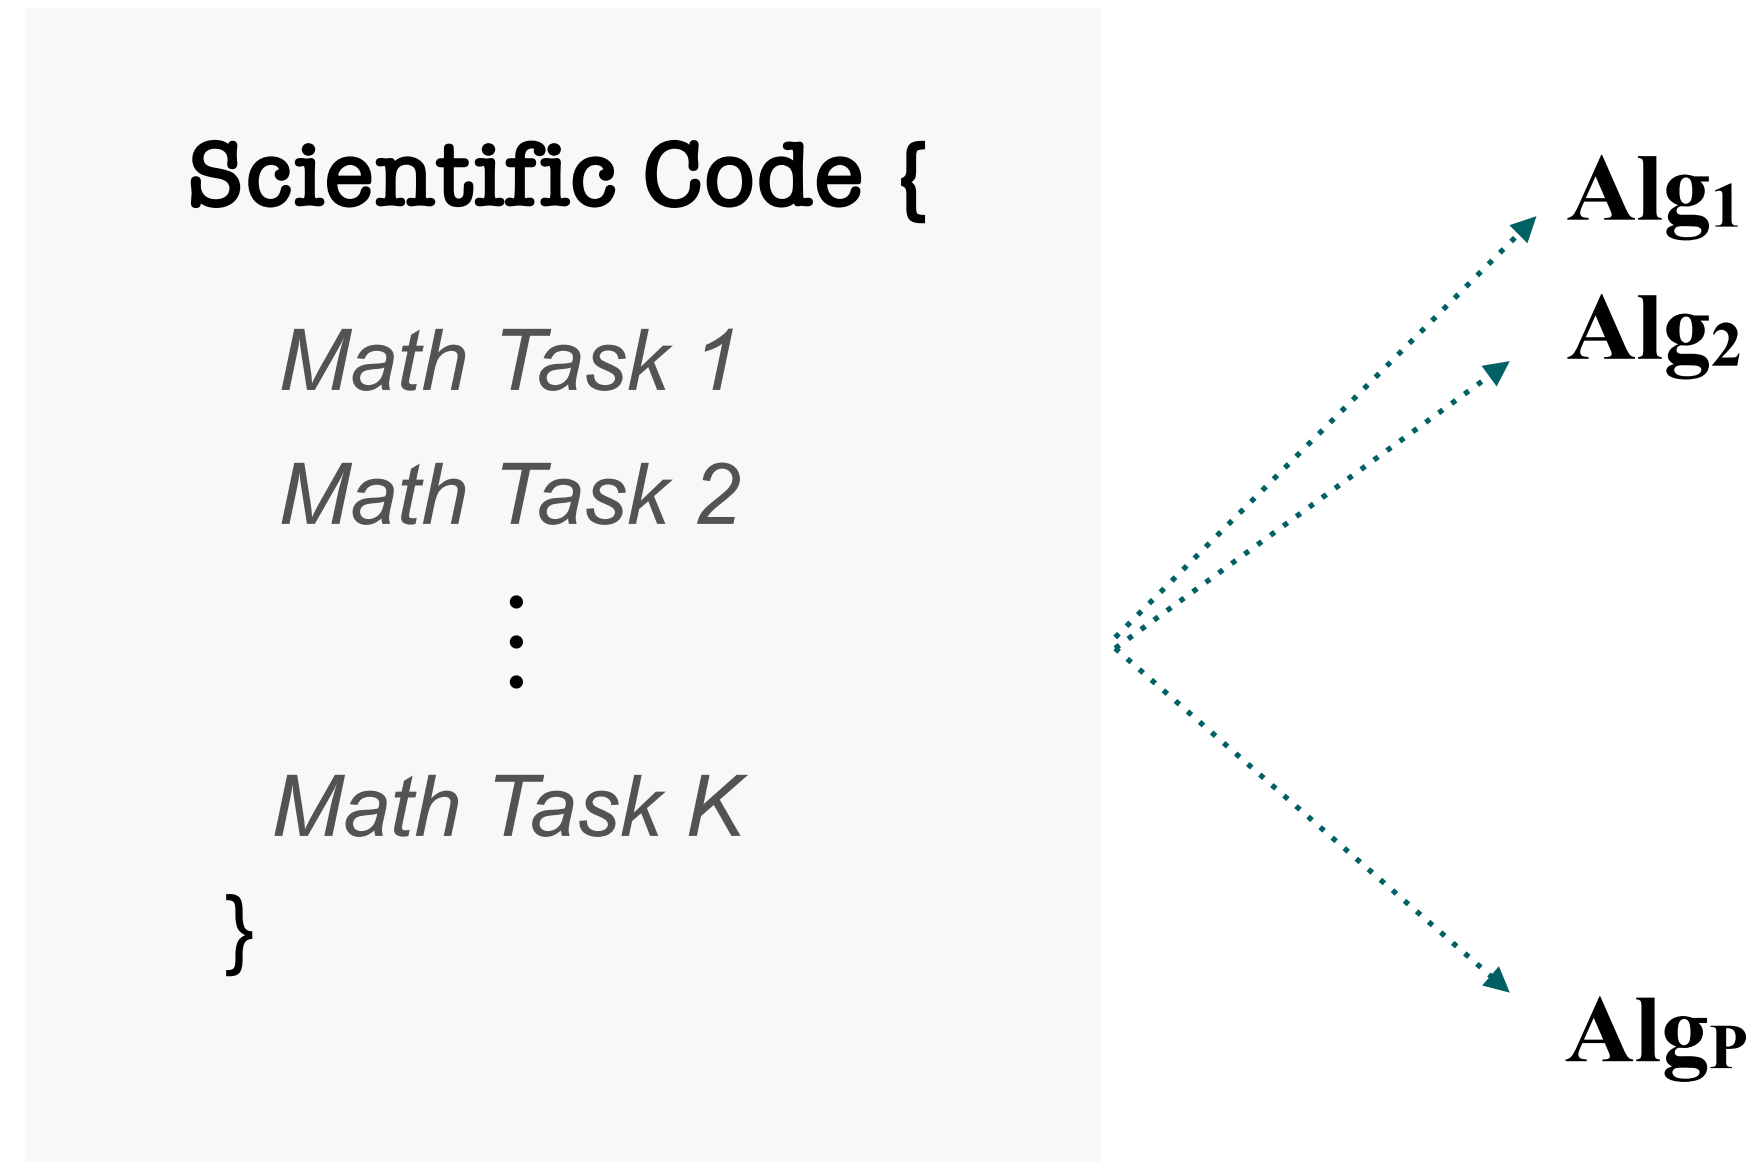 Scientific Code {
Math Task 1
Math Task 2
⋮
Math Task K
}
Alg₁
Alg₂
Algₚ